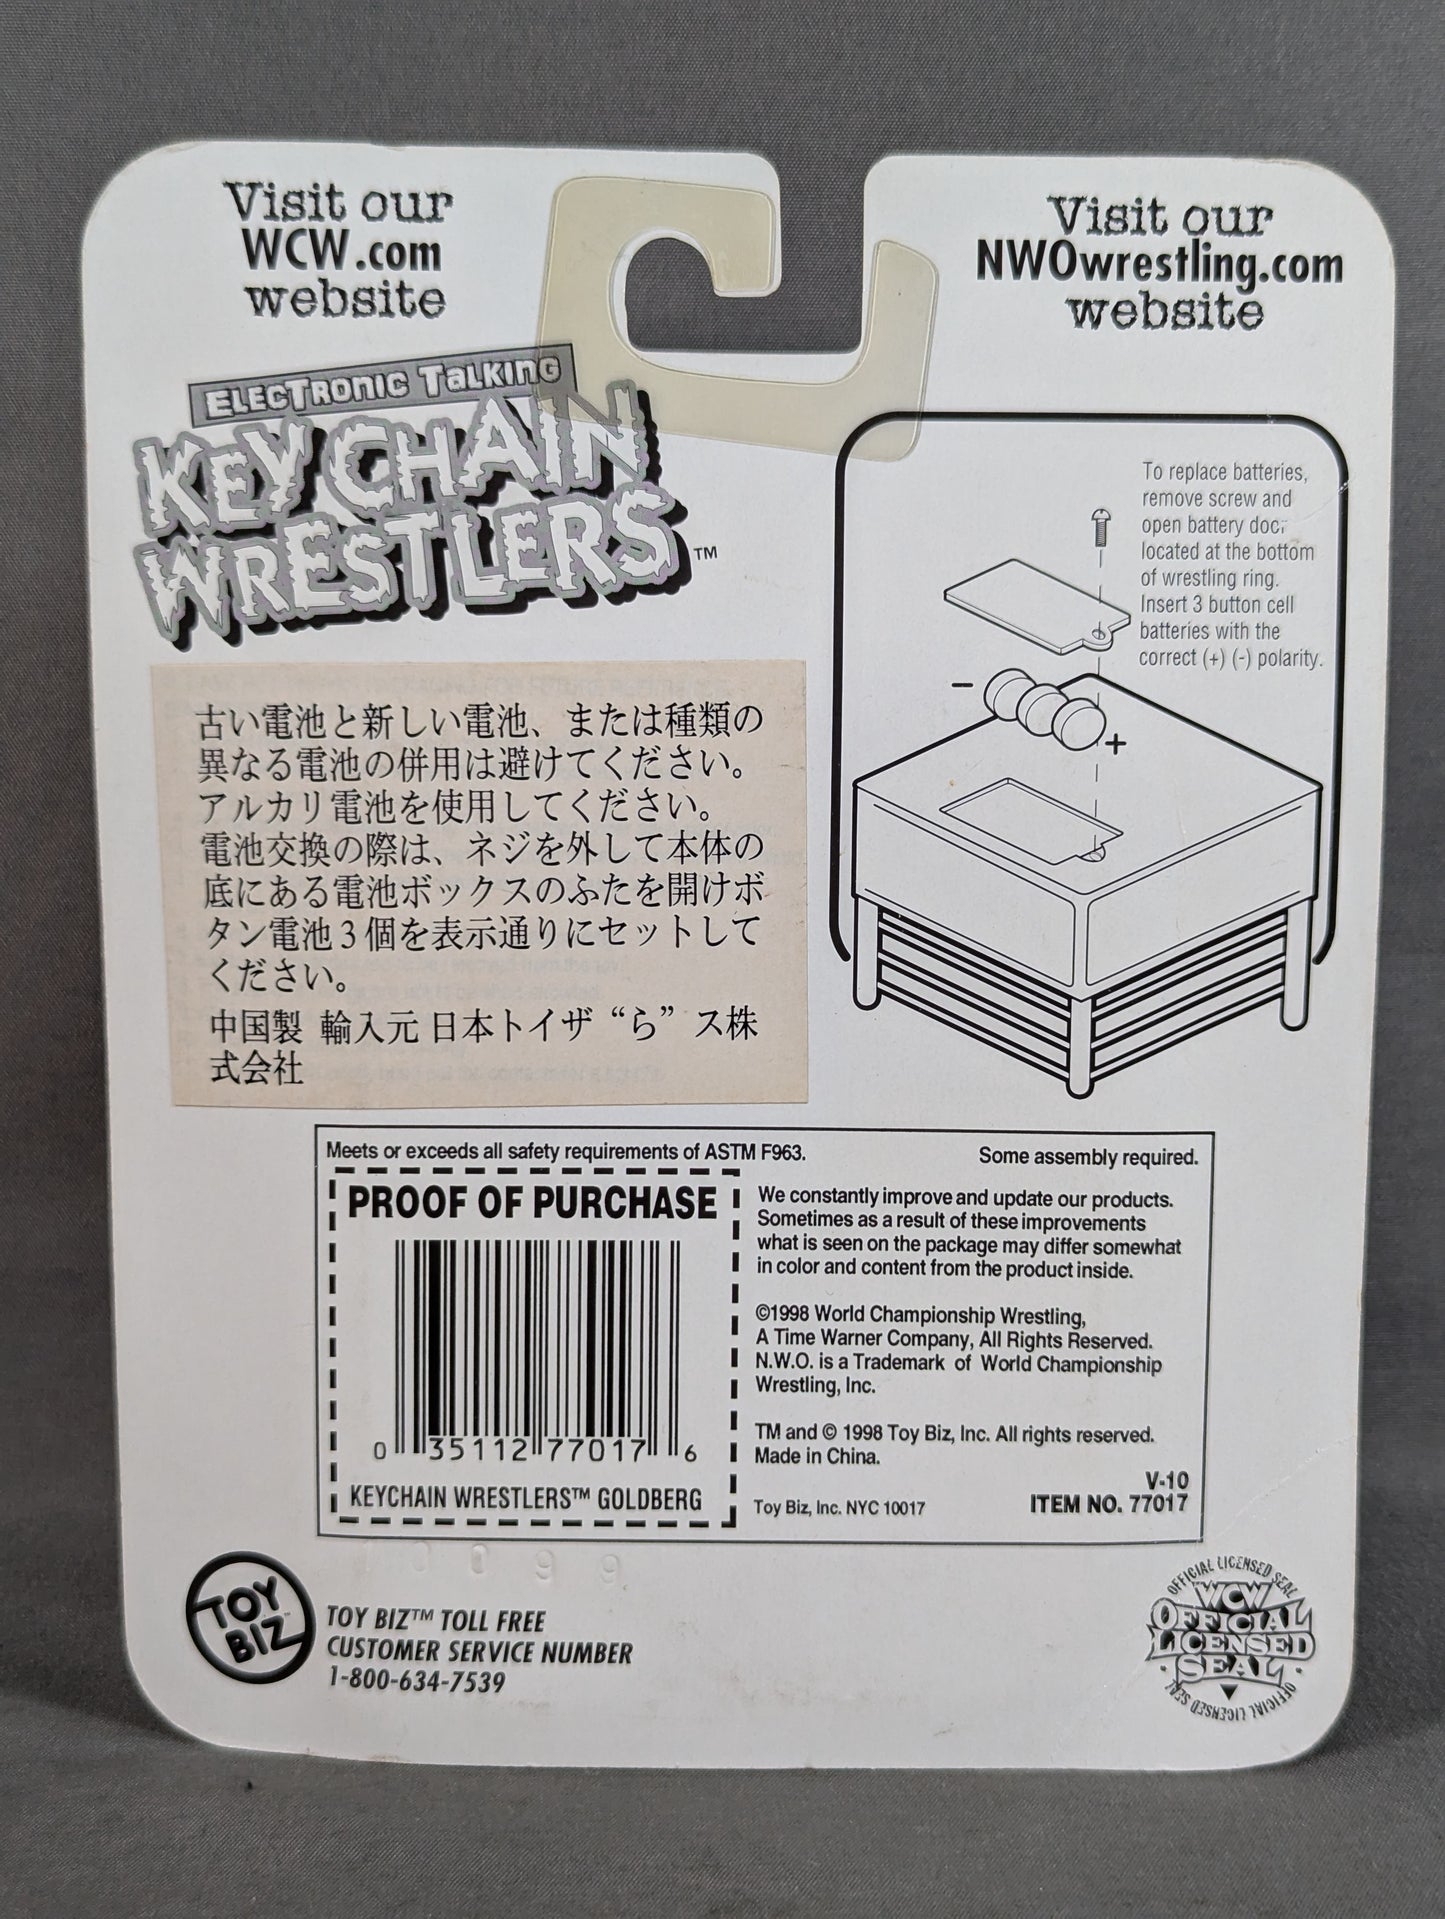 Visit our
WCW.com
website
Visit our
NWOwrestling.com
website
ELECTRONIC TALKING
KEY CHAIN
WRESTLERS™
To replace batteries,
remove screw and
open battery door
located at the bottom
of wrestling ring.
Insert 3 button cell
batteries with the
correct (+) (-) polarity.
-
+
古い電池と新しい電池、または種類の
異なる電池の併用は避けてください。
アルカリ電池を使用してください。
電池交換の際は、ネジを外して本体の
底にある電池ボックスのふたを開けボ
タン電池3個を表示通りにセットして
ください。
中国製 輸入元 日本トイザ“ら”ス株
式会社
Meets or exceeds all safety requirements of ASTM F963.
Some assembly required.
PROOF OF PURCHASE
0 35112 77017 6
KEYCHAIN WRESTLERS™ GOLDBERG
We constantly improve and update our products.
Sometimes as a result of these improvements
what is seen on the package may differ somewhat
in color and content from the product inside.
©1998 World Championship Wrestling,
A Time Warner Company, All Rights Reserved.
N.W.O. is a Trademark of World Championship
Wrestling, Inc.
TM and © 1998 Toy Biz, Inc. All rights reserved.
Made in China.
V-10
Toy Biz, Inc. NYC 10017
ITEM NO. 77017
TOY
BIZ™
TOY BIZ™ TOLL FREE
CUSTOMER SERVICE NUMBER
1-800-634-7539
OFFICIAL LICENSED SEAL
WCW
OFFICIAL
LICENSED
SEAL
OFFICIAL LICENSED SEAL